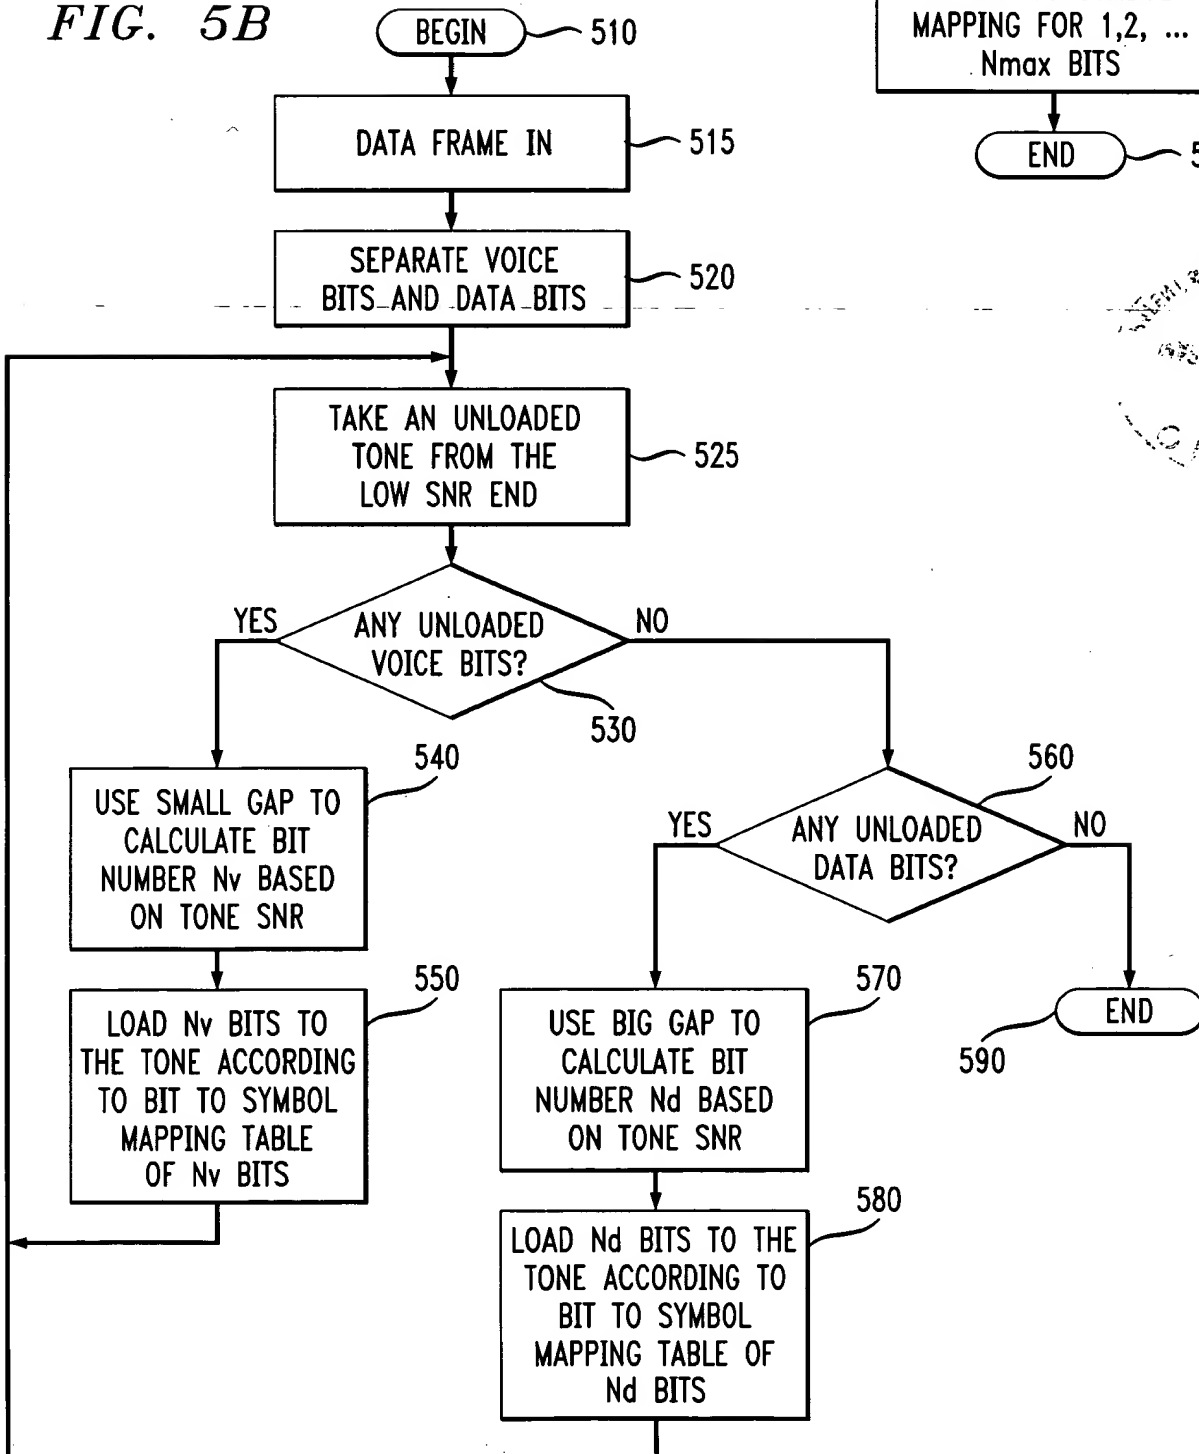 FIG. 5B
BEGIN
510
DATA FRAME IN
515
SEPARATE VOICE
BITS AND DATA BITS
520
TAKE AN UNLOADED
TONE FROM THE
LOW SNR END
525
ANY UNLOADED
VOICE BITS?
YES
NO
530
540
USE SMALL GAP TO
CALCULATE BIT
NUMBER Nv BASED
ON TONE SNR
550
LOAD Nv BITS TO
THE TONE ACCORDING
TO BIT TO SYMBOL
MAPPING TABLE
OF Nv BITS
560
ANY UNLOADED
DATA BITS?
YES
NO
570
USE BIG GAP TO
CALCULATE BIT
NUMBER Nd BASED
ON TONE SNR
580
LOAD Nd BITS TO THE
TONE ACCORDING TO
BIT TO SYMBOL
MAPPING TABLE OF
Nd BITS
END
590
MAPPING FOR 1,2, ...
Nmax BITS
END
5